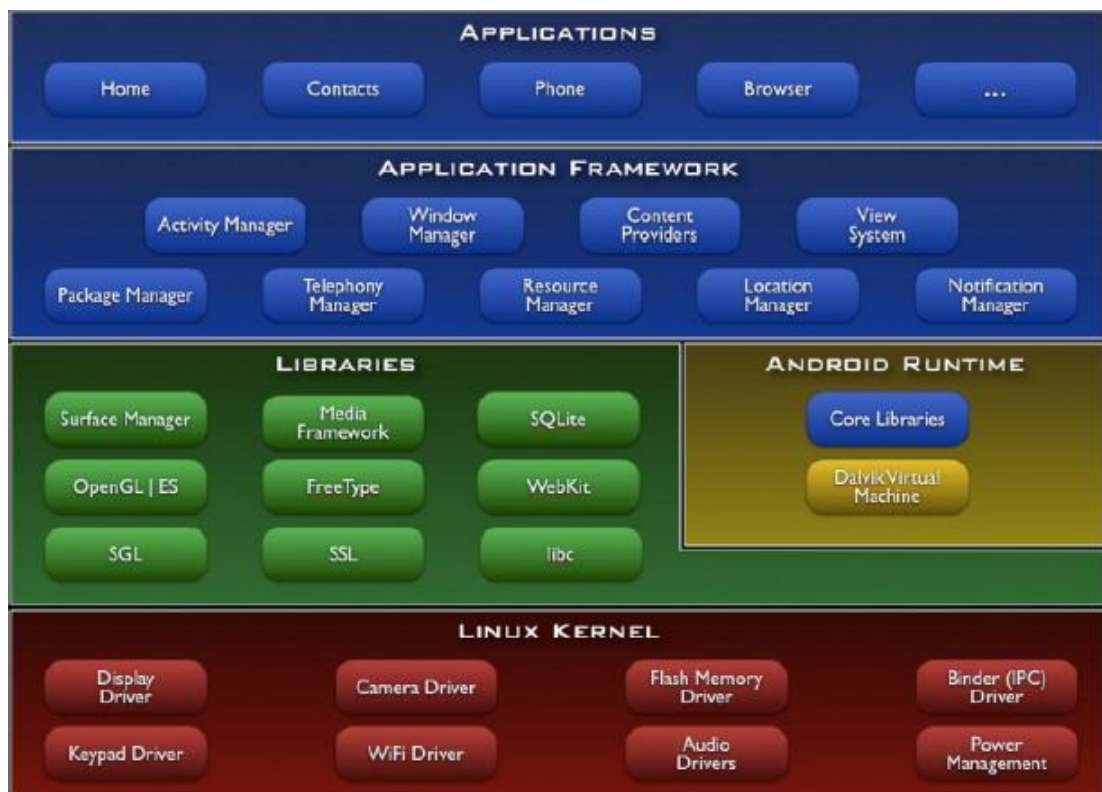 APPLICATIONS
Home
Contacts
Phone
Browser
...
APPLICATION FRAMEWORK
Activity Manager
Window
Manager
Content
Providers
View
System
Package Manager
Telephony
Manager
Resource
Manager
Location
Manager
Notification
Manager
LIBRARIES
Surface Manager
Media
Framework
SQLite
OpenGL | ES
FreeType
WebKit
SGL
SSL
libc
ANDROID RUNTIME
Core Libraries
Dalvik Virtual
Machine
LINUX KERNEL
Display
Driver
Camera Driver
Flash Memory
Driver
Binder (IPC)
Driver
Keypad Driver
WiFi Driver
Audio
Drivers
Power
Management